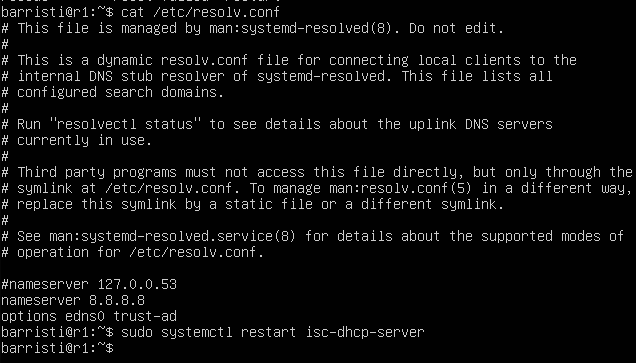 barristi@r1:~$ cat /etc/resolv.conf
# This file is managed by man:systemd-resolved(8). Do not edit.
#
# This is a dynamic resolv.conf file for connecting local clients to the
# internal DNS stub resolver of systemd-resolved. This file lists all
# configured search domains.
#
# Run "resolvectl status" to see details about the uplink DNS servers
# currently in use.
#
# Third party programs must not access this file directly, but only through the
# symlink at /etc/resolv.conf. To manage man:resolv.conf(5) in a different way,
# replace this symlink by a static file or a different symlink.
#
# See man:systemd-resolved.service(8) for details about the supported modes of
# operation for /etc/resolv.conf.

#nameserver 127.0.0.53
nameserver 8.8.8.8
options edns0 trust-ad
barristi@r1:~$ sudo systemctl restart isc-dhcp-server
barristi@r1:~$